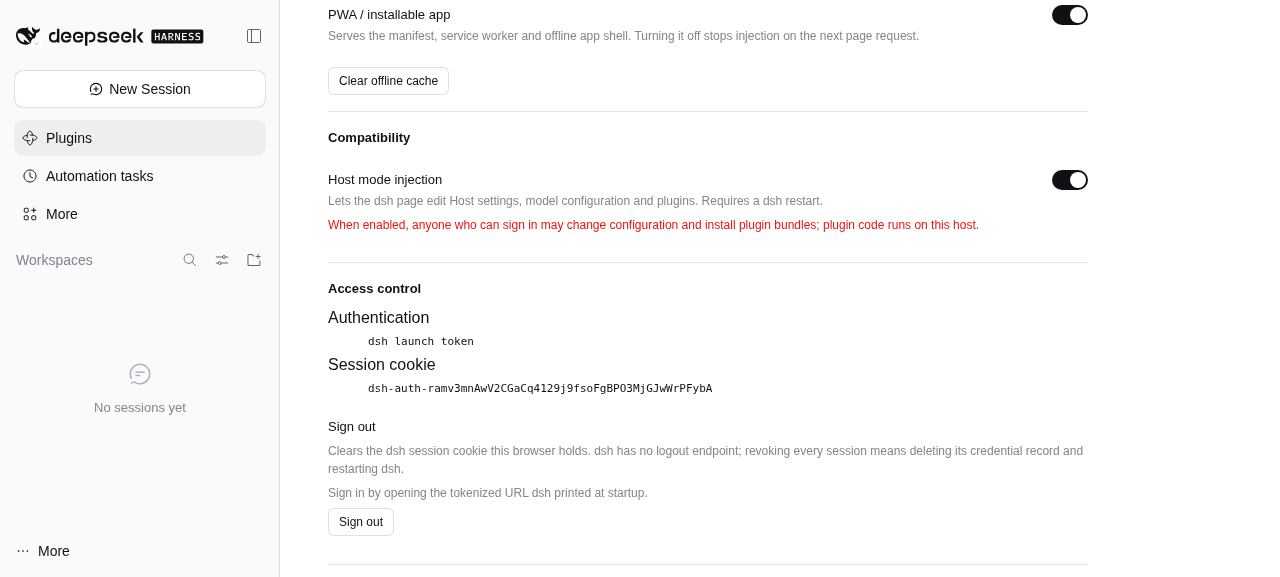 deepseek HARNESS
New Session
Plugins
Automation tasks
More
Workspaces
No sessions yet
More
PWA / installable app
Serves the manifest, service worker and offline app shell. Turning it off stops injection on the next page request.
Clear offline cache
Compatibility
Host mode injection
Lets the dsh page edit Host settings, model configuration and plugins. Requires a dsh restart.
When enabled, anyone who can sign in may change configuration and install plugin bundles; plugin code runs on this host.
Access control
Authentication
dsh launch token
Session cookie
dsh-auth-ramv3mnAwV2CGaCq4129j9fsoFgBPO3MjGJwWrPFybA
Sign out
Clears the dsh session cookie this browser holds. dsh has no logout endpoint; revoking every session means deleting its credential record and
restarting dsh.
Sign in by opening the tokenized URL dsh printed at startup.
Sign out